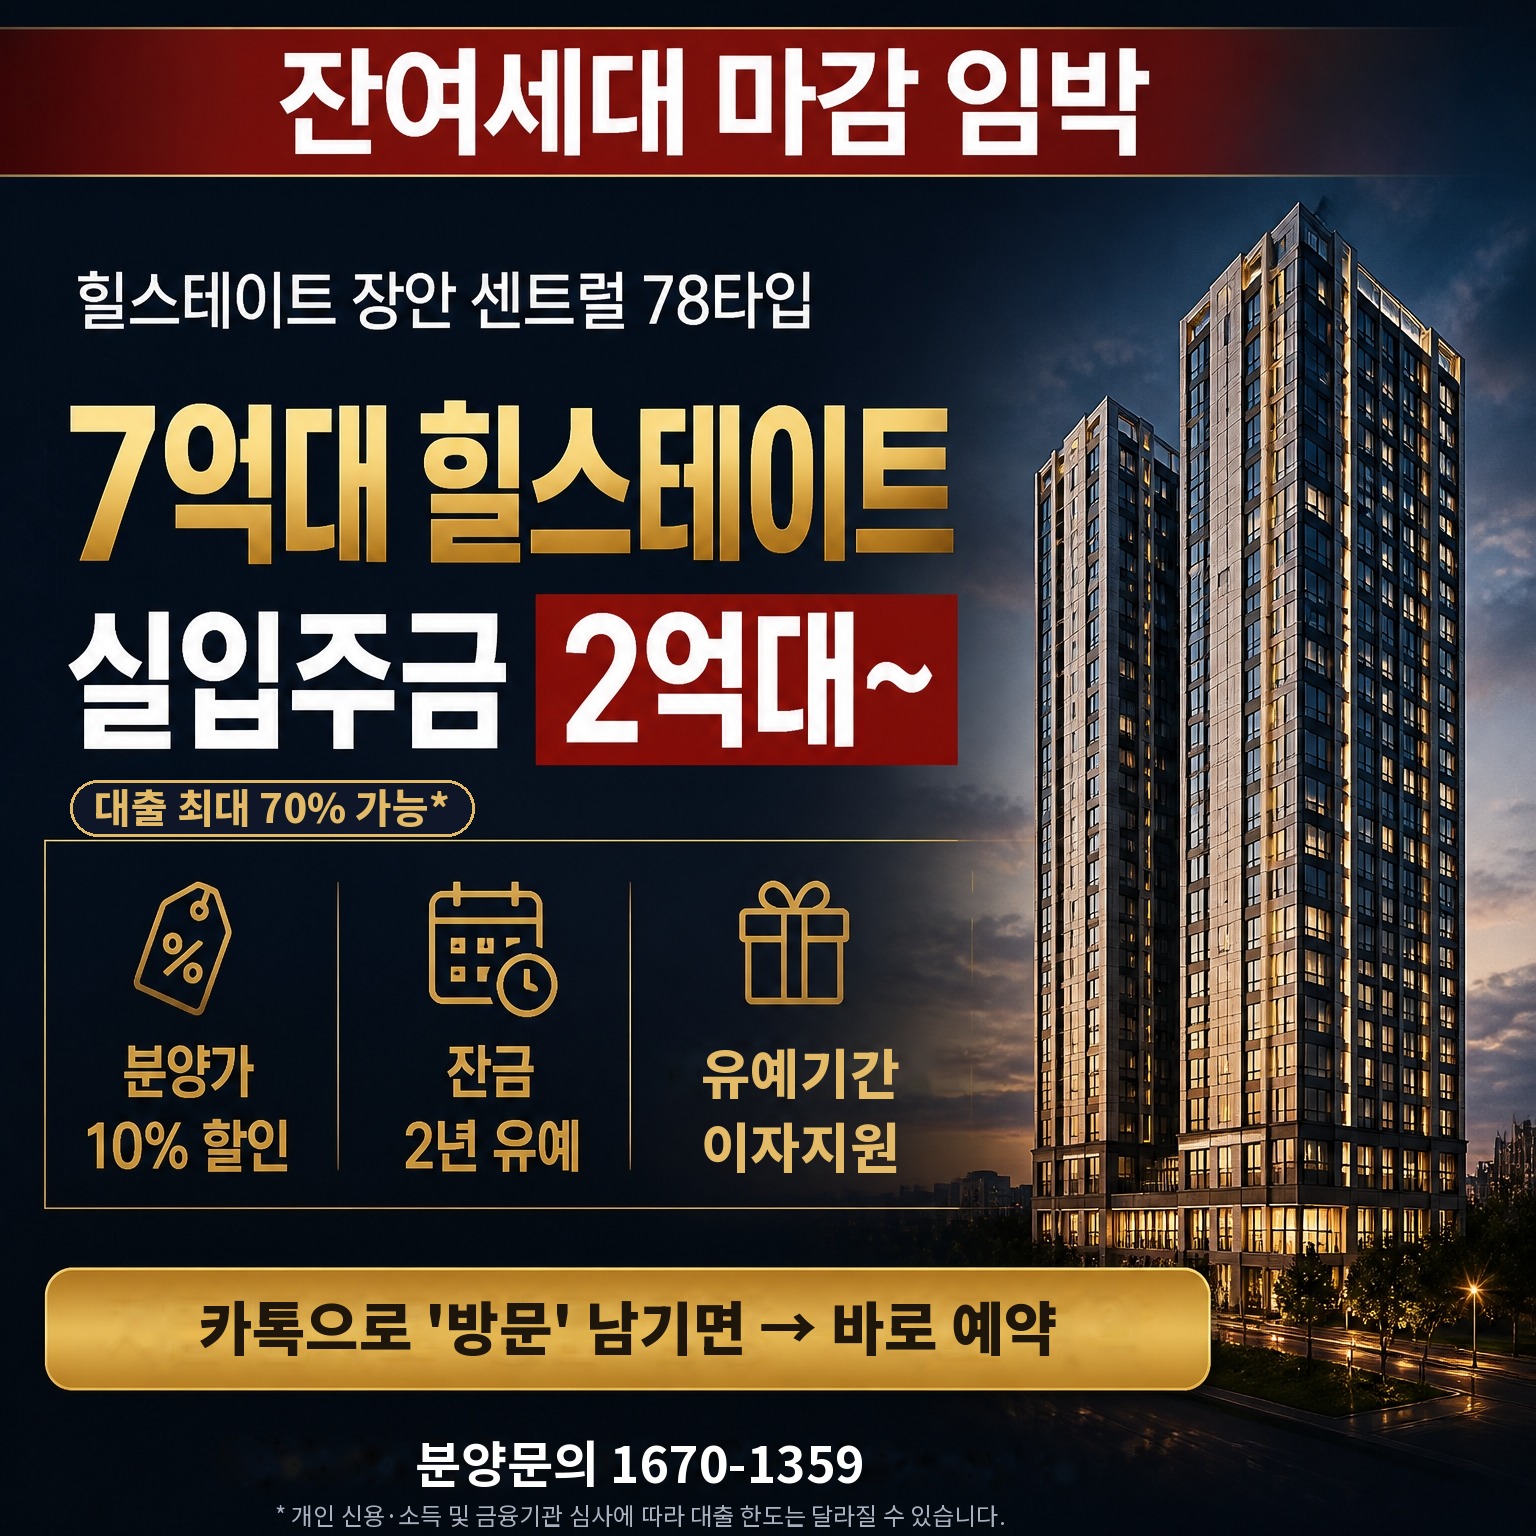 잔여세대 마감 임박
힐스테이트 장안 센트럴 78타입
7억대 힐스테이트
실입주금 2억대~
대출 최대 70% 가능*
분양가
10% 할인
잔금
2년 유예
유예기간
이자지원
카톡으로 '방문' 남기면 → 바로 예약
분양문의 1670-1359
* 개인 신용·소득 및 금융기관 심사에 따라 대출 한도는 달라질 수 있습니다.